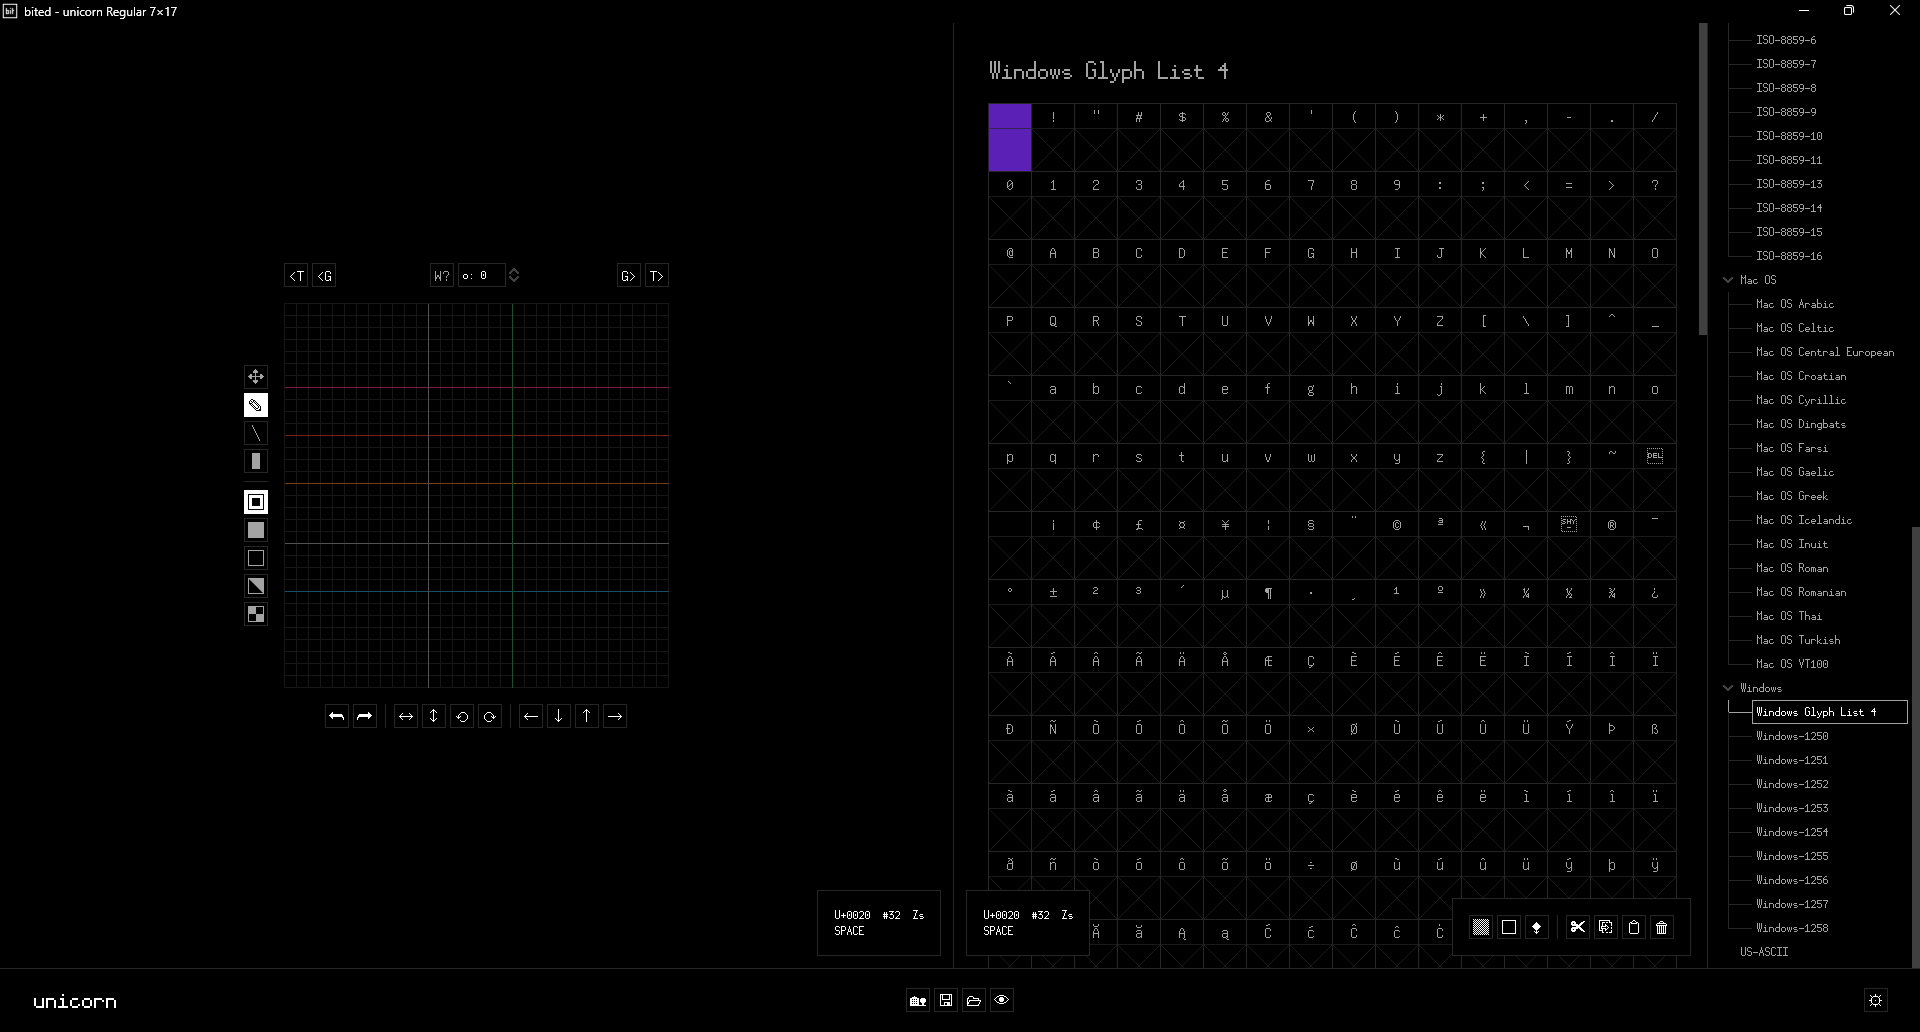 bited - unicorn Regular 7×17
<T <G W? o: 0 G> T>
U+0020 #32 Zs
SPACE
Windows Glyph List 4
! " # $ % & ' ( ) * + , - . /
0 1 2 3 4 5 6 7 8 9 : ; < = > ?
@ A B C D E F G H I J K L M N O
P Q R S T U V W X Y Z [ \ ] ^ _
` a b c d e f g h i j k l m n o
p q r s t u v w x y z { | } ~ DEL
¡ ¢ £ ¤ ¥ ¦ § ¨ © ª « ¬ SHY ® ¯
° ± ² ³ ´ µ ¶ · ¸ ¹ º » ¼ ½ ¾ ¿
À Á Â Ã Ä Å Æ Ç È É Ê Ë Ì Í Î Ï
Ð Ñ Ò Ó Ô Õ Ö × Ø Ù Ú Û Ü Ý Þ ß
à á â ã ä å æ ç è é ê ë ì í î ï
ð ñ ò ó ô õ ö ÷ ø ù ú û ü ý þ ÿ
Ă ă Ą ą Ć ć Ĉ ĉ Ċ
U+0020 #32 Zs
SPACE
ISO-8859-6
ISO-8859-7
ISO-8859-8
ISO-8859-9
ISO-8859-10
ISO-8859-11
ISO-8859-13
ISO-8859-14
ISO-8859-15
ISO-8859-16
Mac OS
Mac OS Arabic
Mac OS Celtic
Mac OS Central European
Mac OS Croatian
Mac OS Cyrillic
Mac OS Dingbats
Mac OS Farsi
Mac OS Gaelic
Mac OS Greek
Mac OS Icelandic
Mac OS Inuit
Mac OS Roman
Mac OS Romanian
Mac OS Thai
Mac OS Turkish
Mac OS VT100
Windows
Windows Glyph List 4
Windows-1250
Windows-1251
Windows-1252
Windows-1253
Windows-1254
Windows-1255
Windows-1256
Windows-1257
Windows-1258
US-ASCII
unicorn